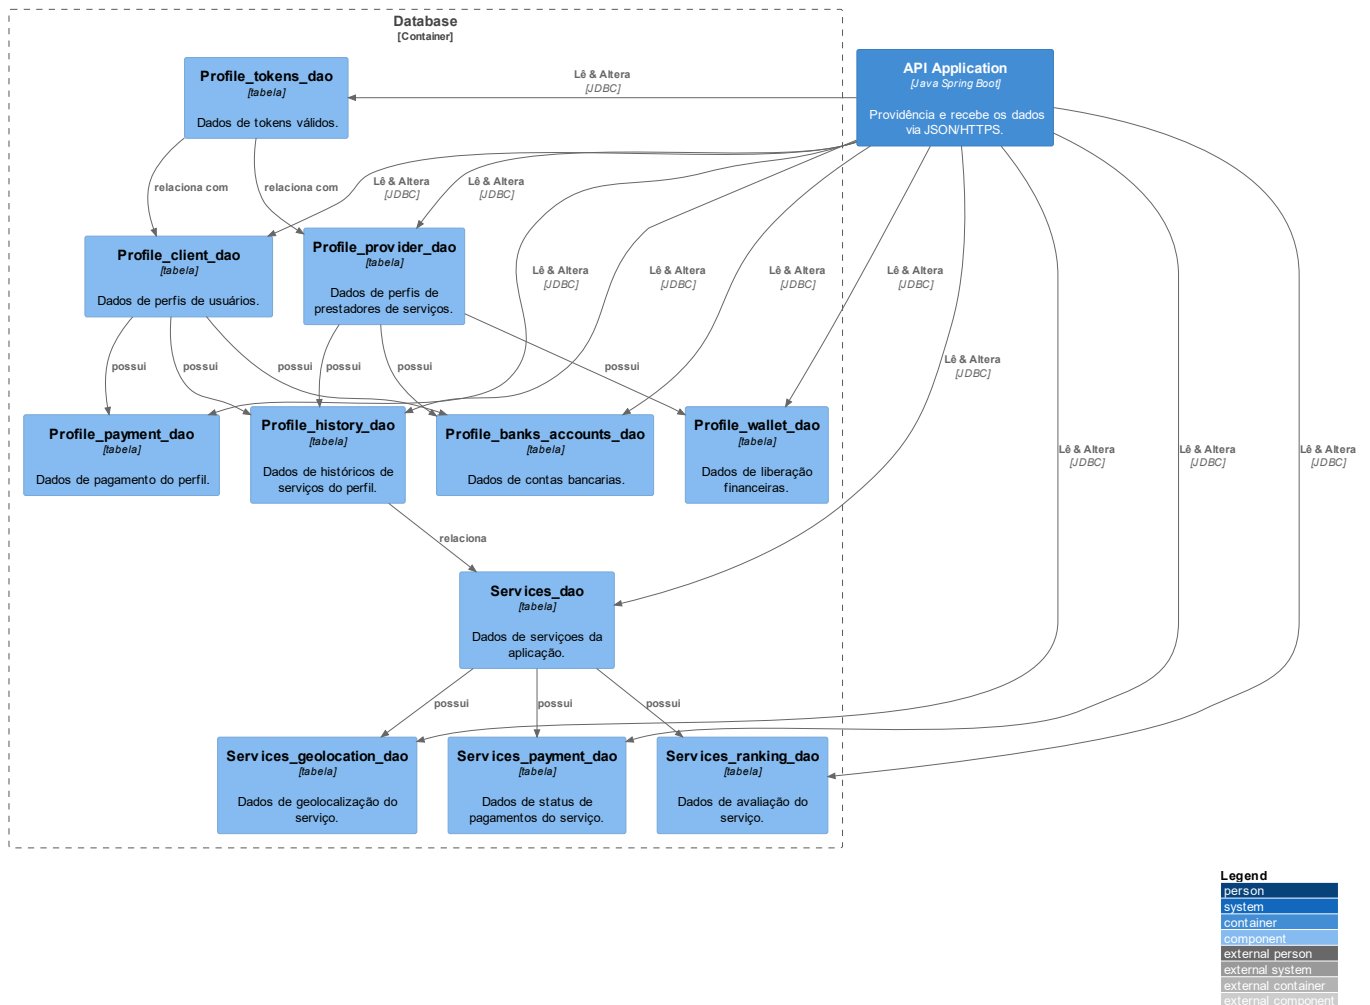 Database
[Container]
Profile_tokens_dao
[tabela]
Dados de tokens válidos.
API Application
[Java Spring Boot]
Providência e recebe os dados
via JSON/HTTPS.
Lê & Altera
[JDBC]
relaciona com
relaciona com
Lê & Altera
[JDBC]
Lê & Altera
[JDBC]
Profile_client_dao
[tabela]
Dados de perfis de usuários.
Profile_provider_dao
[tabela]
Dados de perfis de
prestadores de serviços.
Lê & Altera
[JDBC]
Lê & Altera
[JDBC]
Lê & Altera
[JDBC]
Lê & Altera
[JDBC]
possui
possui
possui
possui
possui
possui
Lê & Altera
[JDBC]
Profile_payment_dao
[tabela]
Dados de pagamento do perfil.
Profile_history_dao
[tabela]
Dados de históricos de
serviços do perfil.
Profile_banks_accounts_dao
[tabela]
Dados de contas bancarias.
Profile_wallet_dao
[tabela]
Dados de liberação
financeiras.
Lê & Altera
[JDBC]
Lê & Altera
[JDBC]
Lê & Altera
[JDBC]
relaciona
Services_dao
[tabela]
Dados de serviçoes da
aplicação.
possui
possui
possui
Services_geolocation_dao
[tabela]
Dados de geolocalização do
serviço.
Services_payment_dao
[tabela]
Dados de status de
pagamentos do serviço.
Services_ranking_dao
[tabela]
Dados de avaliação do
serviço.
Legend
person
system
container
component
external person
external system
external container
external component